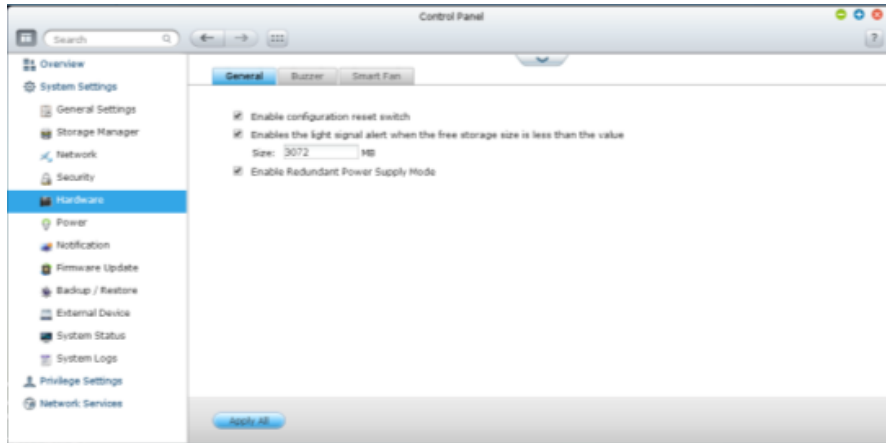 Control Panel
Search
?
Overview
System Settings
General Settings
Storage Manager
Network
Security
Hardware
Power
Notification
Firmware Update
Backup / Restore
External Device
System Status
System Logs
Privilege Settings
Network Services
General Buzzer Smart Fan
Enable configuration reset switch
Enables the light signal alert when the free storage size is less than the value
Size: 3072 MB
Enable Redundant Power Supply Mode
Apply All